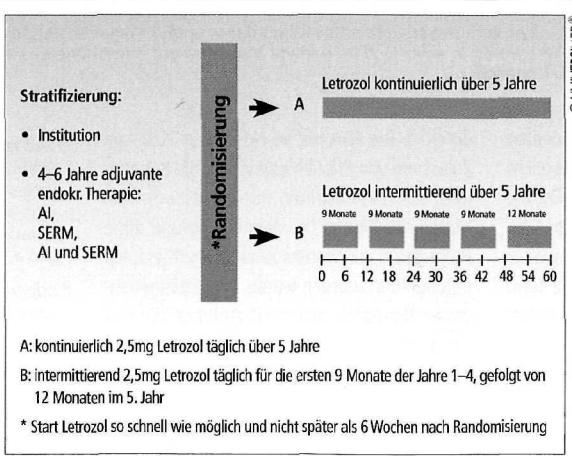 Stratifizierung:
• Institution
• 4–6 Jahre adjuvante
endokr. Therapie:
AI,
SERM,
AI und SERM
*Randomisierung
A
Letrozol kontinuierlich über 5 Jahre
B
Letrozol intermittierend über 5 Jahre
9 Monate 9 Monate 9 Monate 9 Monate 12 Monate
0 6 12 18 24 30 36 42 48 54 60
A: kontinuierlich 2,5mg Letrozol täglich über 5 Jahre
B: intermittierend 2,5mg Letrozol täglich für die ersten 9 Monate der Jahre 1–4, gefolgt von
12 Monaten im 5. Jahr
* Start Letrozol so schnell wie möglich und nicht später als 6 Wochen nach Randomisierung